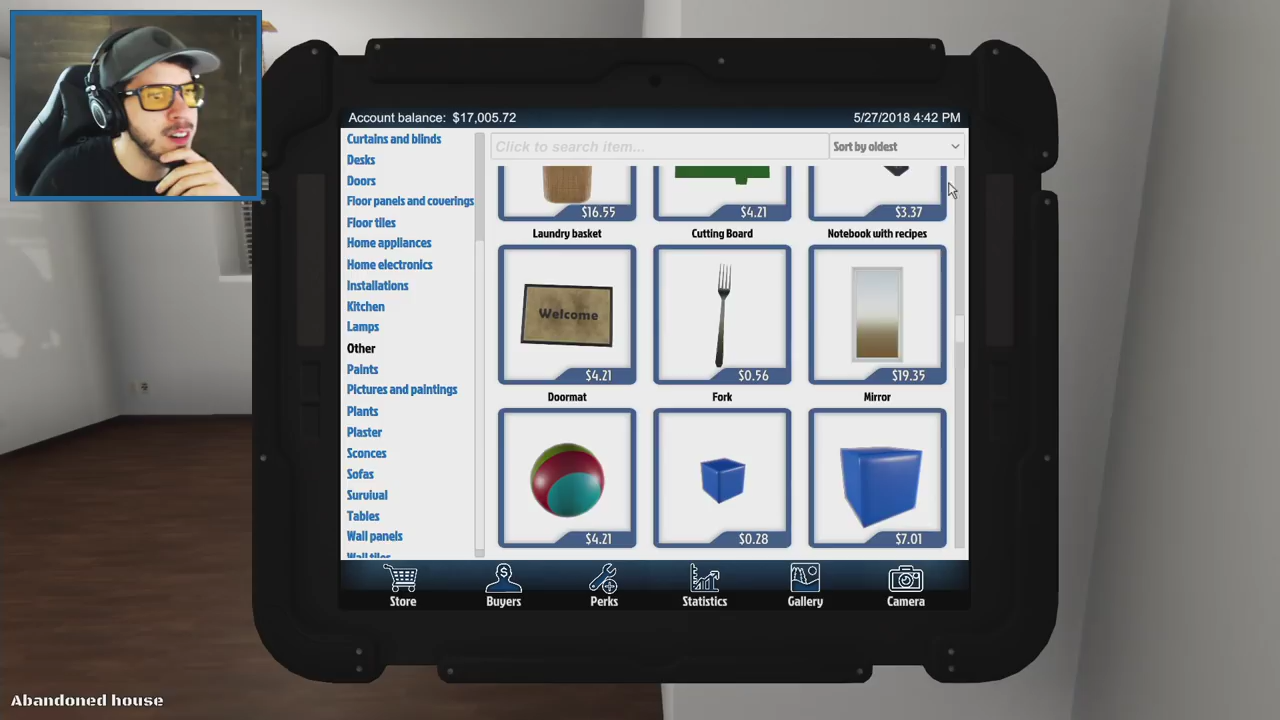 Account balance: $17,005.72
5/27/2018 4:42 PM
Curtains and blinds
Desks
Doors
Floor panels and coverings
Floor tiles
Home appliances
Home electronics
Installations
Kitchen
Lamps
Other
Paints
Pictures and paintings
Plants
Plaster
Sconces
Sofas
Survival
Tables
Wall panels
Wall tiles
Click to search item...
Sort by oldest
$16.55
$4.21
$3.37
Laundry basket
Cutting Board
Notebook with recipes
Welcome
$4.21
$0.56
$19.35
Doormat
Fork
Mirror
$4.21
$0.28
$7.01
Store
Buyers
Perks
Statistics
Gallery
Camera
Abandoned house